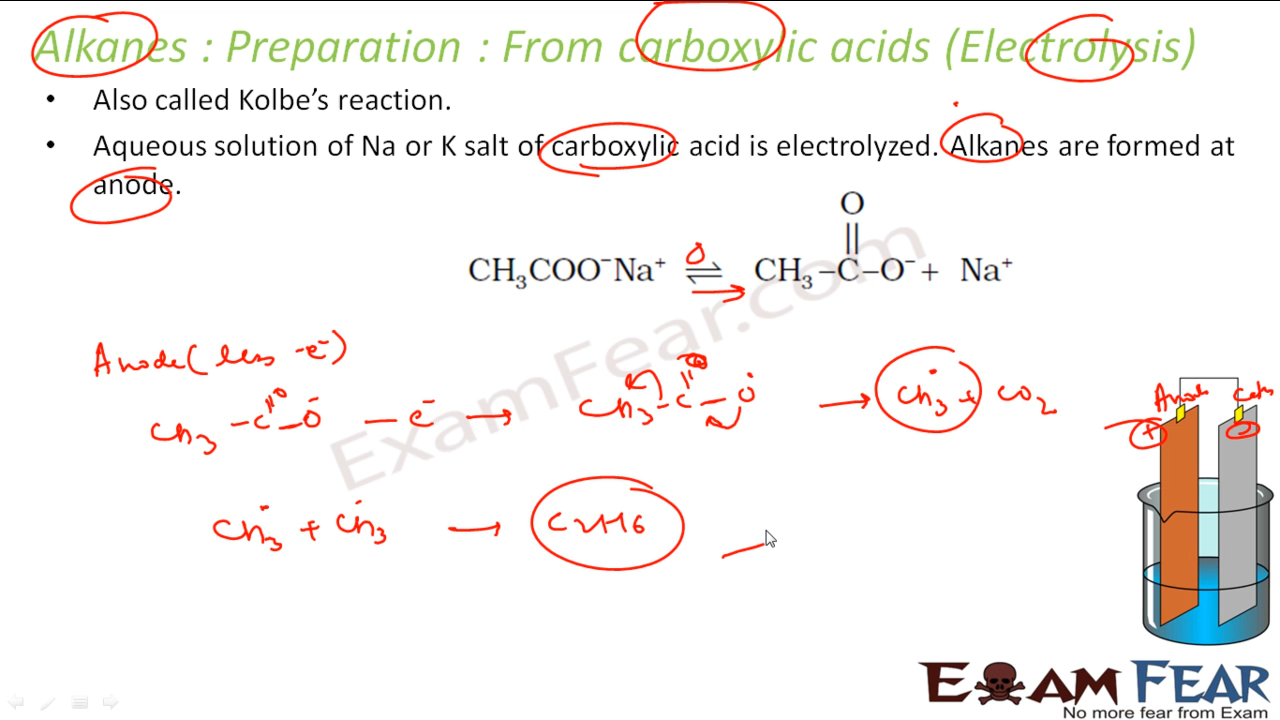 Alkanes : Preparation : From carboxylic acids (Electrolysis)
• Also called Kolbe's reaction.
• Aqueous solution of Na or K salt of carboxylic acid is electrolyzed. Alkanes are formed at
anode.
O
||
CH₃COO⁻Na⁺ ⇌ CH₃–C–O⁻ + Na⁺
Anode (less -e⁻)
CH₃ – C – O⁻ – e⁻ → CH₃ – C – O• → CH₃• + CO₂
Anode
+ -
CH₃• + CH₃• → C₂H₆
ExamFear.com
EXAM FEAR
No more fear from Exam